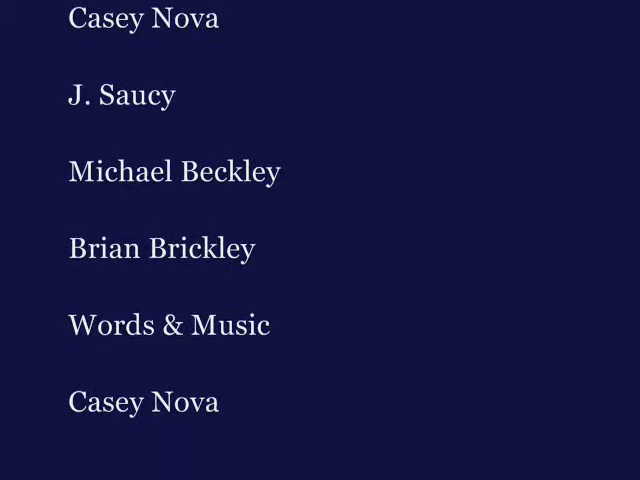 Casey Nova
J. Saucy
Michael Beckley
Brian Brickley
Words & Music
Casey Nova